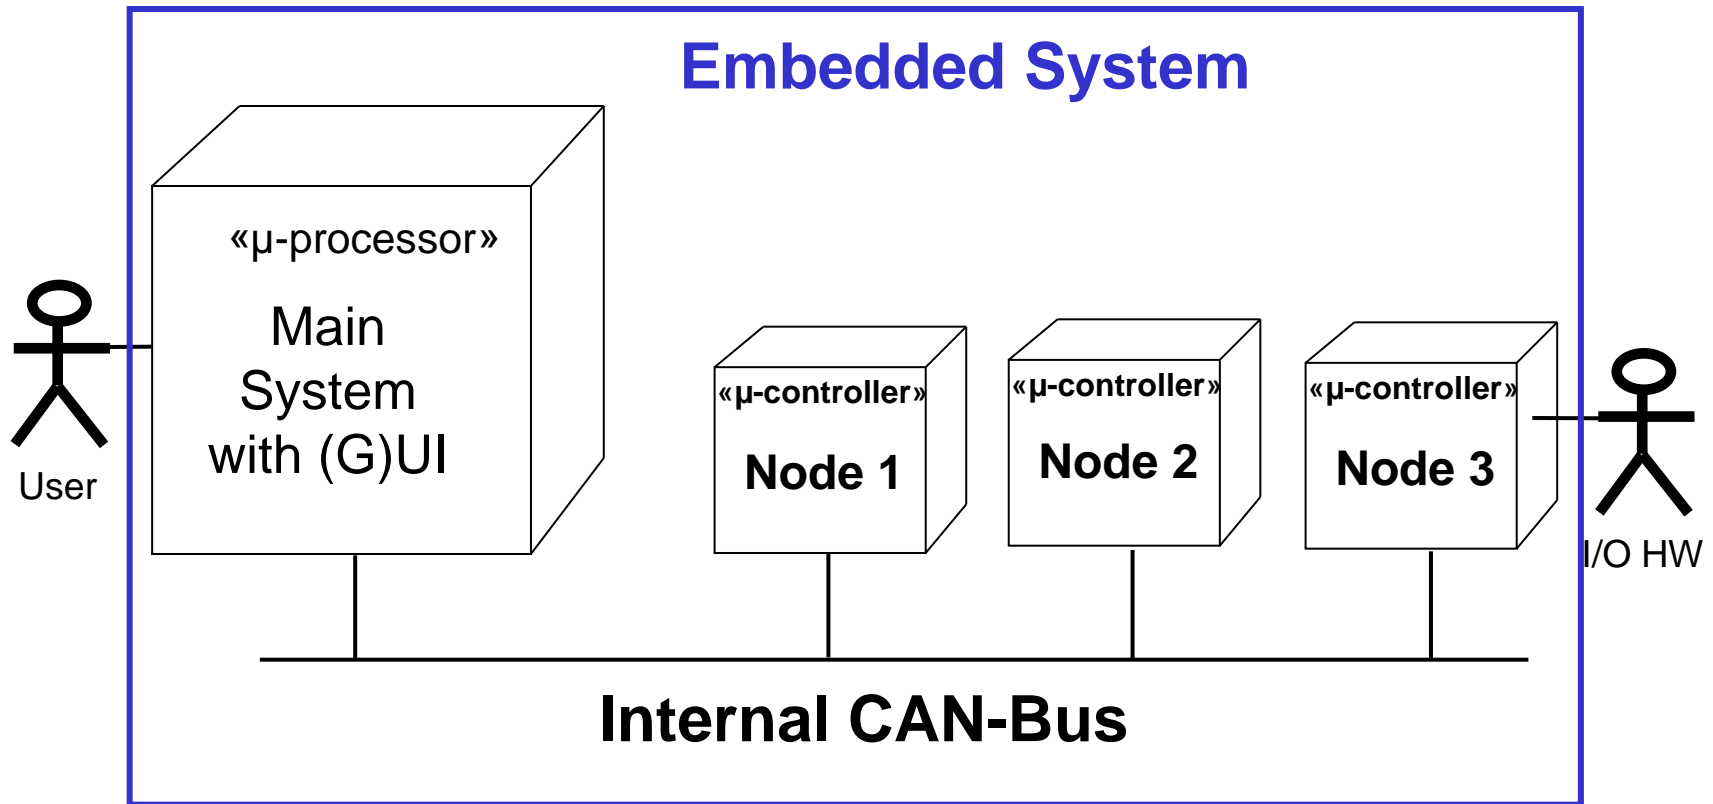 Embedded System
«µ-processor»
Main
System
with (G)UI
User
«µ-controller»
Node 1
«µ-controller»
Node 2
«µ-controller»
Node 3
I/O HW
Internal CAN-Bus